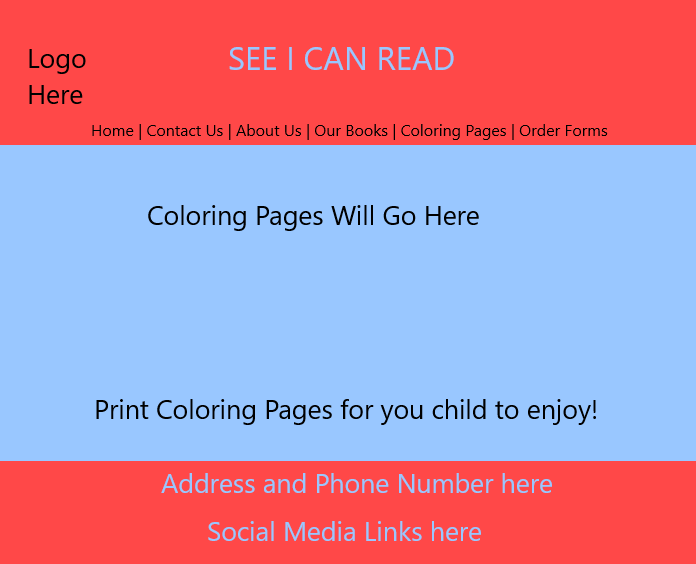 Logo
Here
SEE I CAN READ
Home | Contact Us | About Us | Our Books | Coloring Pages | Order Forms
Coloring Pages Will Go Here
Print Coloring Pages for you child to enjoy!
Address and Phone Number here
Social Media Links here